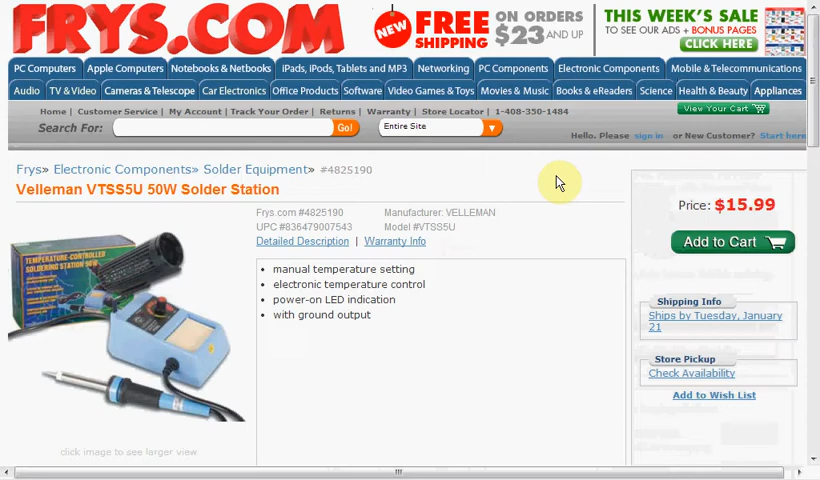 FRYS.COM
NEW FREE SHIPPING ON ORDERS $23 AND UP
THIS WEEK'S SALE
TO SEE OUR ADS + BONUS PAGES
CLICK HERE
PC Computers Apple Computers Notebooks & Netbooks iPads, iPods, Tablets and MP3 Networking PC Components Electronic Components Mobile & Telecommunications
Audio TV & Video Cameras & Telescopes Car Electronics Office Products Software Video Games & Toys Movies & Music Books & eReaders Science Health & Beauty Appliances
Home | Customer Service | My Account | Track Your Order | Returns | Warranty | Store Locator | 1-408-350-1484
View Your Cart
Search For: Go! Entire Site
Hello. Please sign in or New Customer? Start here
Frys» Electronic Components» Solder Equipment» #4825190
Velleman VTSS5U 50W Solder Station
Frys.com #4825190 Manufacturer: VELLEMAN
UPC #836479007543 Model #VTSS5U
Detailed Description | Warranty Info
TEMPERATURE-CONTROLLED
SOLDERING STATION 50W
• manual temperature setting
• electronic temperature control
• power-on LED indication
• with ground output
click image to see larger view
Price: $15.99
Add to Cart
Shipping Info
Ships by Tuesday, January
21
Store Pickup
Check Availability
Add to Wish List